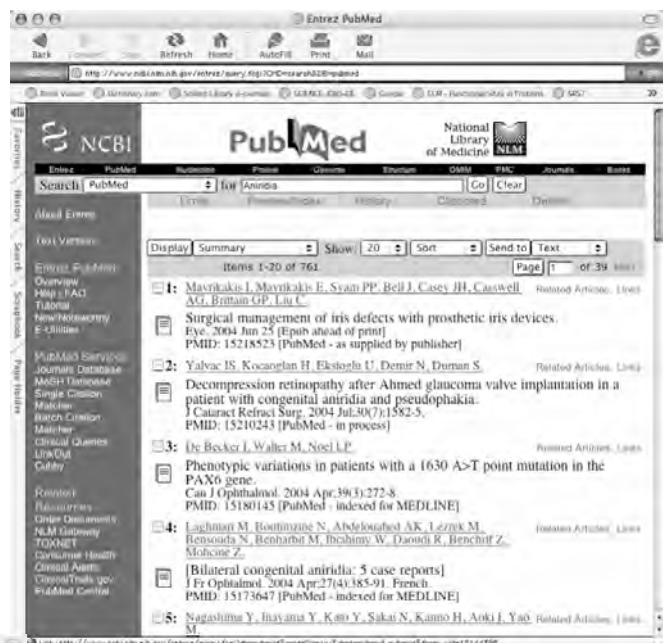 Entrez PubMed
Back
Refresh
Home
AutoFill
Print
Mail
Favorites
History
Search
Scrapbook
Page Holder
NCBI
PubMed
National
Library
of Medicine NLM
Entrez PubMed Nucleotide Protein Genome Structure OMIM PMC Journals Books
Search PubMed for Aniridia Go Clear
Limits Preview/Index History Clipboard Details
About Entrez
Text Version
Display Summary Show: 20 Sort Send to Text
Items 1-20 of 761
Page 1 of 39
Entrez PubMed
Overview
Help | FAQ
Tutorial
New/Noteworthy
E-Utilities
PubMed Services
Journals Database
MeSH Database
Single Citation
Matcher
Batch Citation
Matcher
Clinical Queries
LinkOut
Cubby
Related
Resources
Order Documents
NLM Gateway
TOXNET
Consumer Health
Clinical Alerts
ClinicalTrials.gov
PubMed Central
1: Mavrikakis I, Mavrikakis E, Syam PP, Bell J, Casey JH, Casswell Related Articles, Links
AG, Brittain GP, Liu C.
Surgical management of iris defects with prosthetic iris devices.
Eye. 2004 Jun 25 [Epub ahead of print]
PMID: 15218523 [PubMed - as supplied by publisher]
2: Yalvac IS, Kocaoglan H, Eksioglu U, Demir N, Duman S. Related Articles, Links
Decompression retinopathy after Ahmed glaucoma valve implantation in a
patient with congenital aniridia and pseudophakia.
J Cataract Refract Surg. 2004 Jul;30(7):1582-5.
PMID: 15210243 [PubMed - in process]
3: De Becker I, Walter M, Noel LP. Related Articles, Links
Phenotypic variations in patients with a 1630 A>T point mutation in the
PAX6 gene.
Can J Ophthalmol. 2004 Apr;39(3):272-8.
PMID: 15180145 [PubMed - indexed for MEDLINE]
4: Laghmari M, Boutimzine N, Abdelouahed AK, Lezrek M, Related Articles, Links
Bensouda N, Benharbit M, Ibrahimy W, Daoudi R, Benchrif Z,
Mohcine Z.
[Bilateral congenital aniridia: 5 case reports]
J Fr Ophtalmol. 2004 Apr;27(4):385-91. French.
PMID: 15173647 [PubMed - indexed for MEDLINE]
5: Nagashima Y, Inayama Y, Kato Y, Sakai N, Kanno H, Aoki I, Yao Related Articles, Links
M.